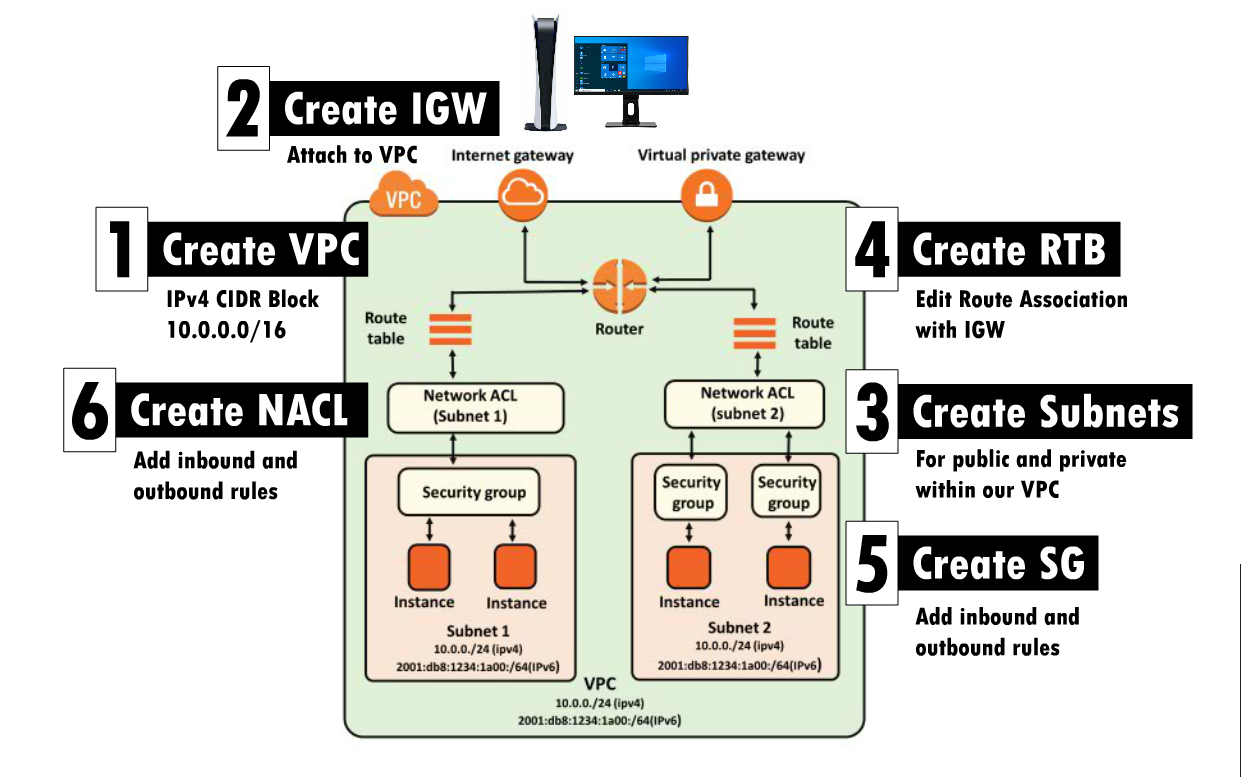 2 Create IGW
Attach to VPC
Internet gateway
Virtual private gateway
VPC
1 Create VPC
IPv4 CIDR Block
10.0.0.0/16
4 Create RTB
Edit Route Association
with IGW
Router
Route
table
Route
table
6 Create NACL
Add inbound and
outbound rules
Network ACL
(Subnet 1)
Network ACL
(subnet 2)
3 Create Subnets
For public and private
within our VPC
Security group
Security
group
Security
group
5 Create SG
Add inbound and
outbound rules
Instance
Instance
Instance
Instance
Subnet 1
10.0.0./24 (ipv4)
2001:db8:1234:1a00:/64(IPv6)
Subnet 2
10.0.0./24 (ipv4)
2001:db8:1234:1a00:/64(IPv6)
VPC
10.0.0./24 (ipv4)
2001:db8:1234:1a00:/64(IPv6)